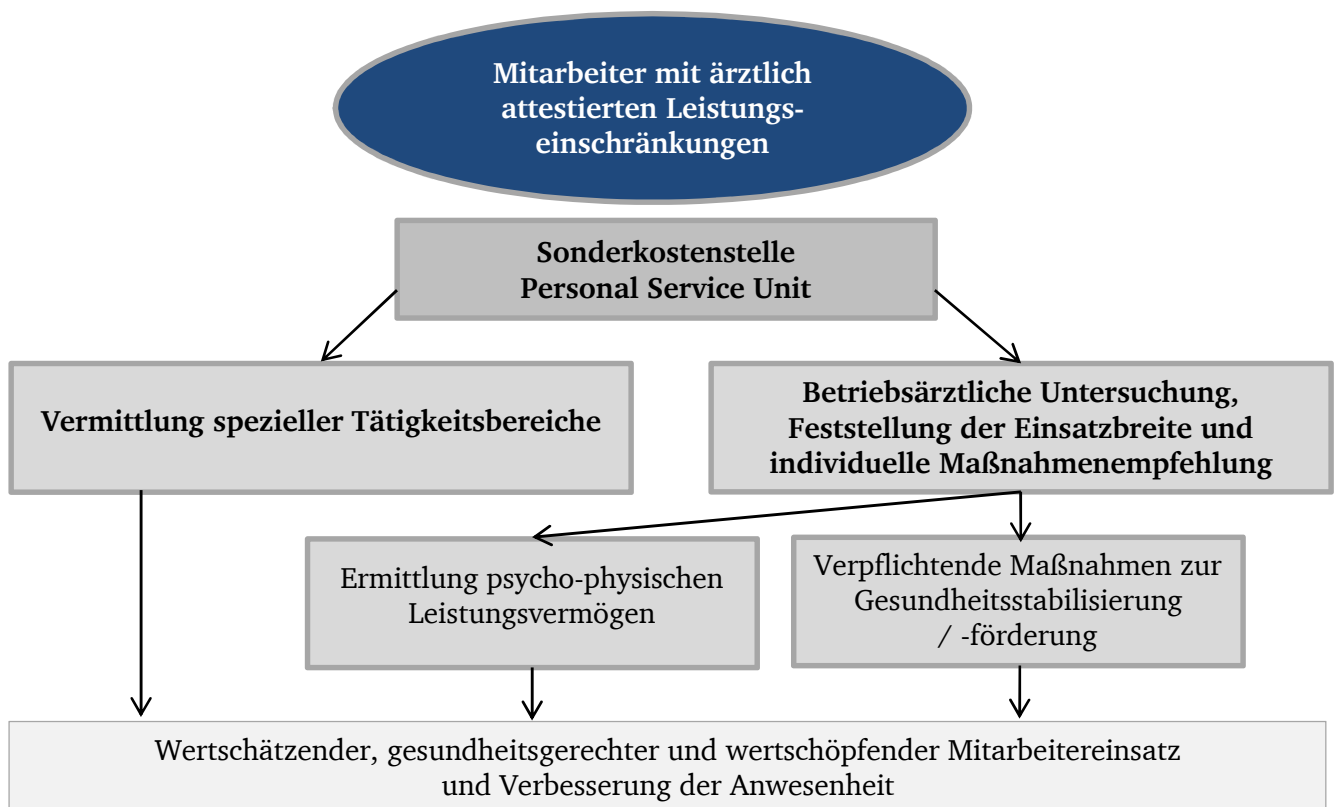 Mitarbeiter mit ärztlich
attestierten Leistungs-
einschränkungen
Sonderkostenstelle
Personal Service Unit
Vermittlung spezieller Tätigkeitsbereiche
Betriebsärztliche Untersuchung,
Feststellung der Einsatzbreite und
individuelle Maßnahmenempfehlung
Ermittlung psycho-physischen
Leistungsvermögen
Verpflichtende Maßnahmen zur
Gesundheitsstabilisierung
/ -förderung
Wertschätzender, gesundheitsgerechter und wertschöpfender Mitarbeitereinsatz
und Verbesserung der Anwesenheit